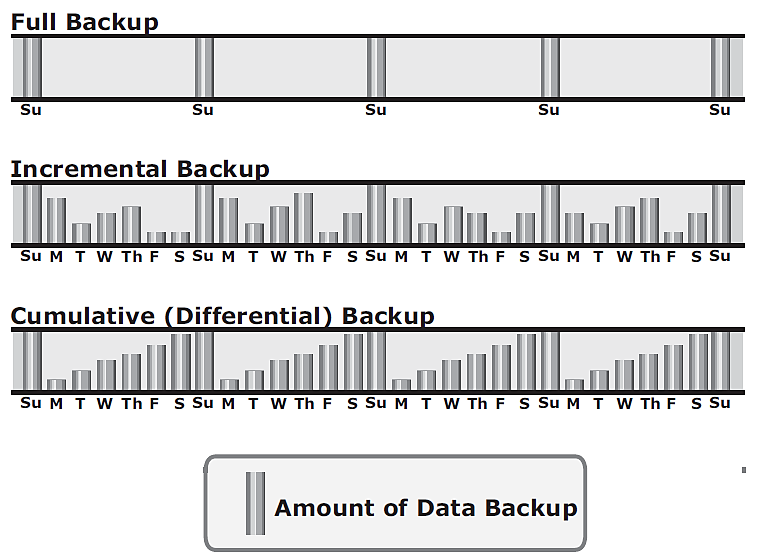 Full Backup
Su Su Su Su Su
Incremental Backup
Su M T W Th F S Su M T W Th F S Su M T W Th F S Su M T W Th F S Su
Cumulative (Differential) Backup
Su M T W Th F S Su M T W Th F S Su M T W Th F S Su M T W Th F S Su
Amount of Data Backup